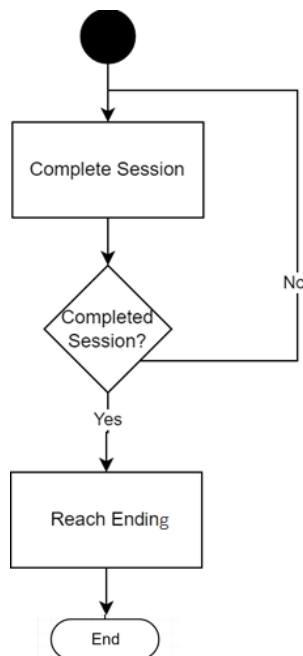 Complete Session
No
Completed
Session?
Yes
Reach Ending
End